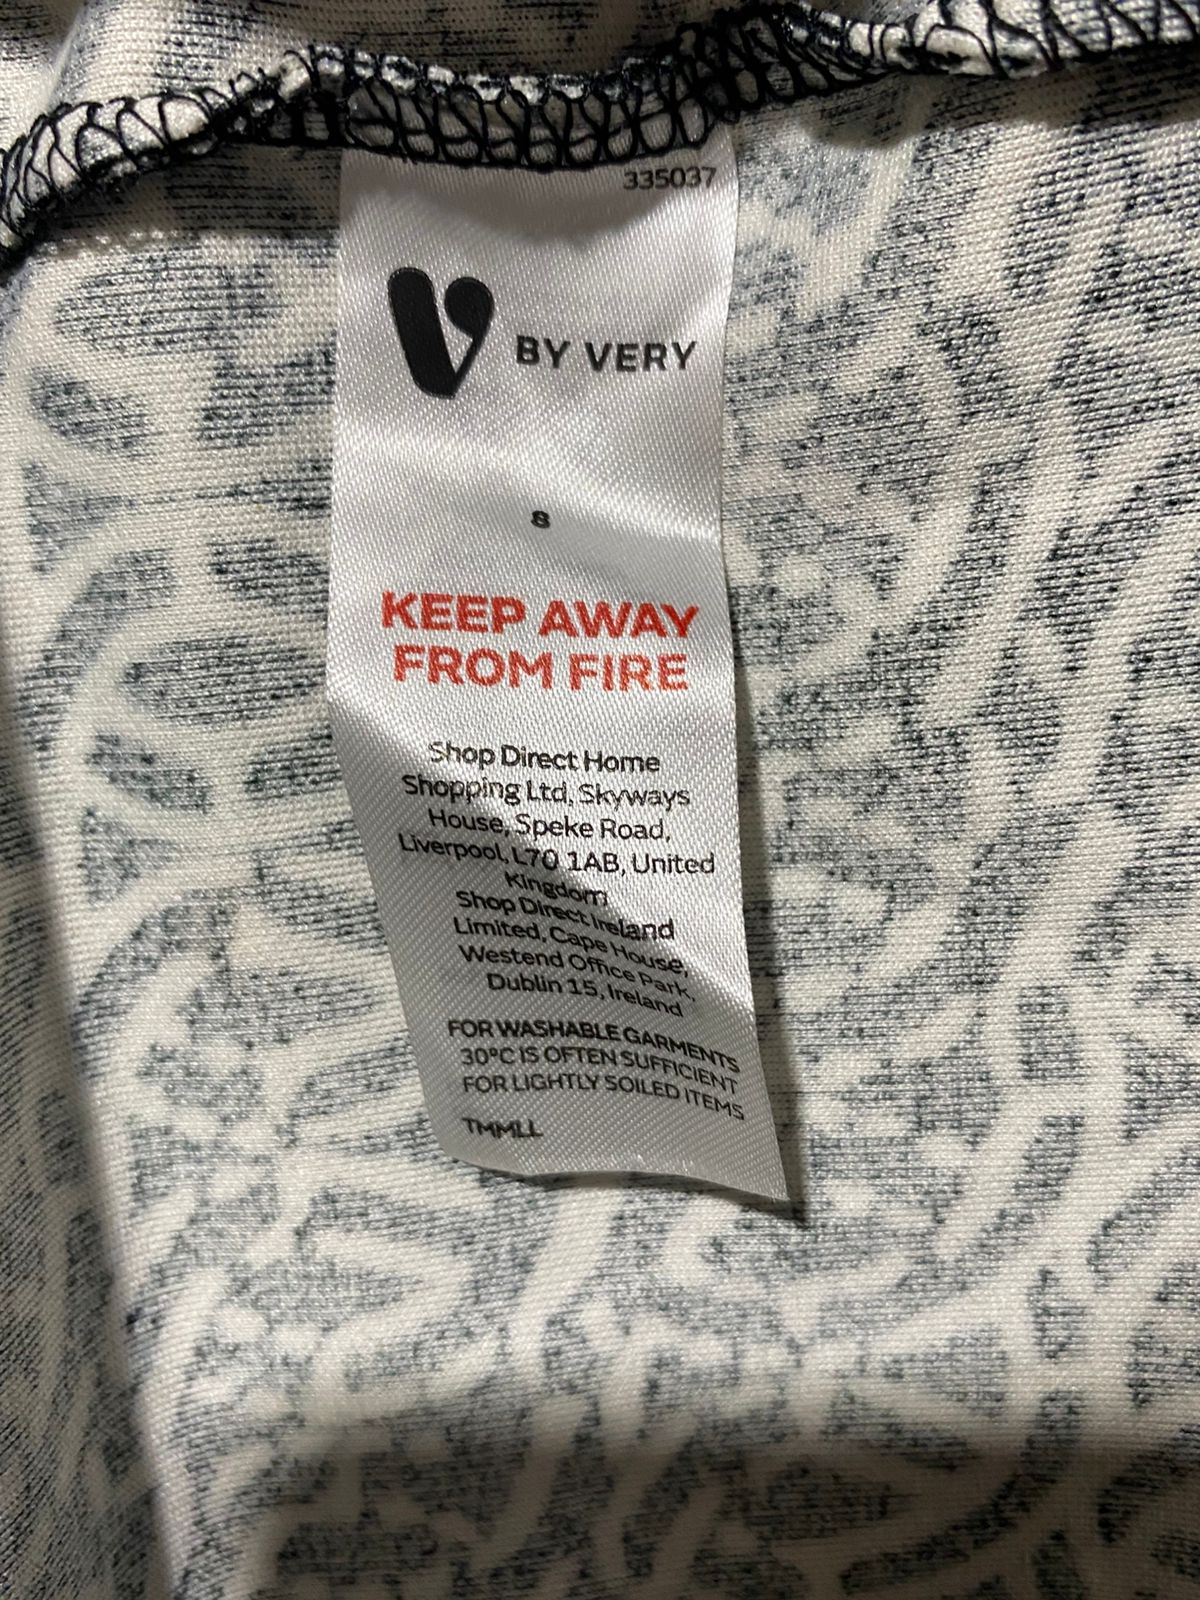 335037
V BY VERY
8
KEEP AWAY
FROM FIRE
Shop Direct Home
Shopping Ltd, Skyways
House, Speke Road,
Liverpool, L70 1AB, United
Kingdom
Shop Direct Ireland
Limited, Cape House,
Westend Office Park,
Dublin 15, Ireland
FOR WASHABLE GARMENTS
30°C IS OFTEN SUFFICIENT
FOR LIGHTLY SOILED ITEMS
TMMLL